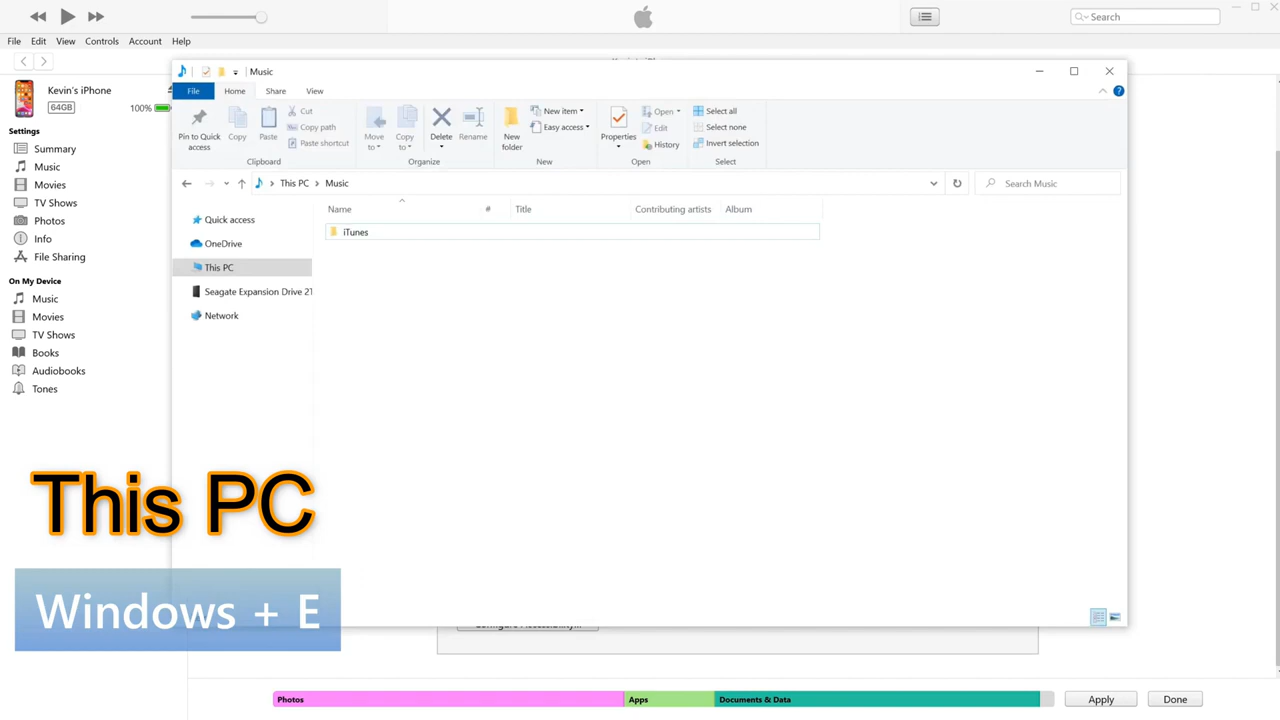 Search
File Edit View Controls Account Help
Kevin's iPhone
64GB 100%
Settings
Summary
Music
Movies
TV Shows
Photos
Info
File Sharing
On My Device
Music
Movies
TV Shows
Books
Audiobooks
Tones
Music
File Home Share View
Pin to Quick access
Copy
Paste
Cut
Copy path
Paste shortcut
Clipboard
Move to
Copy to
Delete
Rename
Organize
New folder
New item
Easy access
New
Properties
Open
Edit
History
Open
Select all
Select none
Invert selection
Select
This PC > Music
Search Music
Quick access
OneDrive
This PC
Seagate Expansion Drive 2T
Network
Name # Title Contributing artists Album
iTunes
This PC
Windows + E
Photos Apps Documents & Data
Apply Done